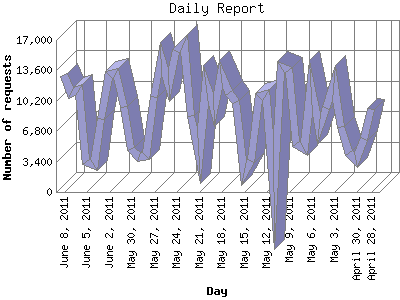 Daily Report
Number of requests
17,000
13,600
10,200
6,800
3,400
0
June 8, 2011
June 5, 2011
June 2, 2011
May 30, 2011
May 27, 2011
May 24, 2011
May 21, 2011
May 18, 2011
May 15, 2011
May 12, 2011
May 9, 2011
May 6, 2011
May 3, 2011
April 30, 2011
April 28, 2011
Day